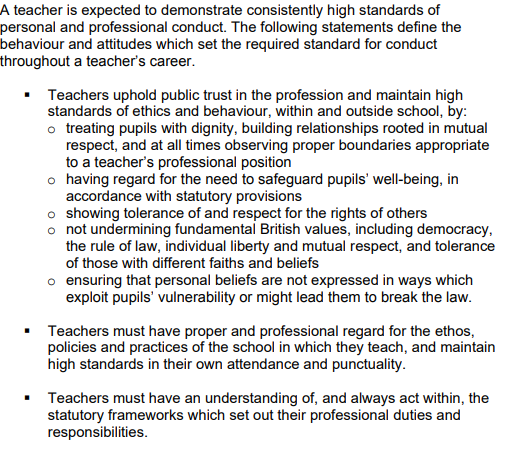 A teacher is expected to demonstrate consistently high standards of
personal and professional conduct. The following statements define the
behaviour and attitudes which set the required standard for conduct
throughout a teacher's career.
▪ Teachers uphold public trust in the profession and maintain high
standards of ethics and behaviour, within and outside school, by:
o treating pupils with dignity, building relationships rooted in mutual
respect, and at all times observing proper boundaries appropriate
to a teacher's professional position
o having regard for the need to safeguard pupils' well-being, in
accordance with statutory provisions
o showing tolerance of and respect for the rights of others
o not undermining fundamental British values, including democracy,
the rule of law, individual liberty and mutual respect, and tolerance
of those with different faiths and beliefs
o ensuring that personal beliefs are not expressed in ways which
exploit pupils' vulnerability or might lead them to break the law.
▪ Teachers must have proper and professional regard for the ethos,
policies and practices of the school in which they teach, and maintain
high standards in their own attendance and punctuality.
▪ Teachers must have an understanding of, and always act within, the
statutory frameworks which set out their professional duties and
responsibilities.